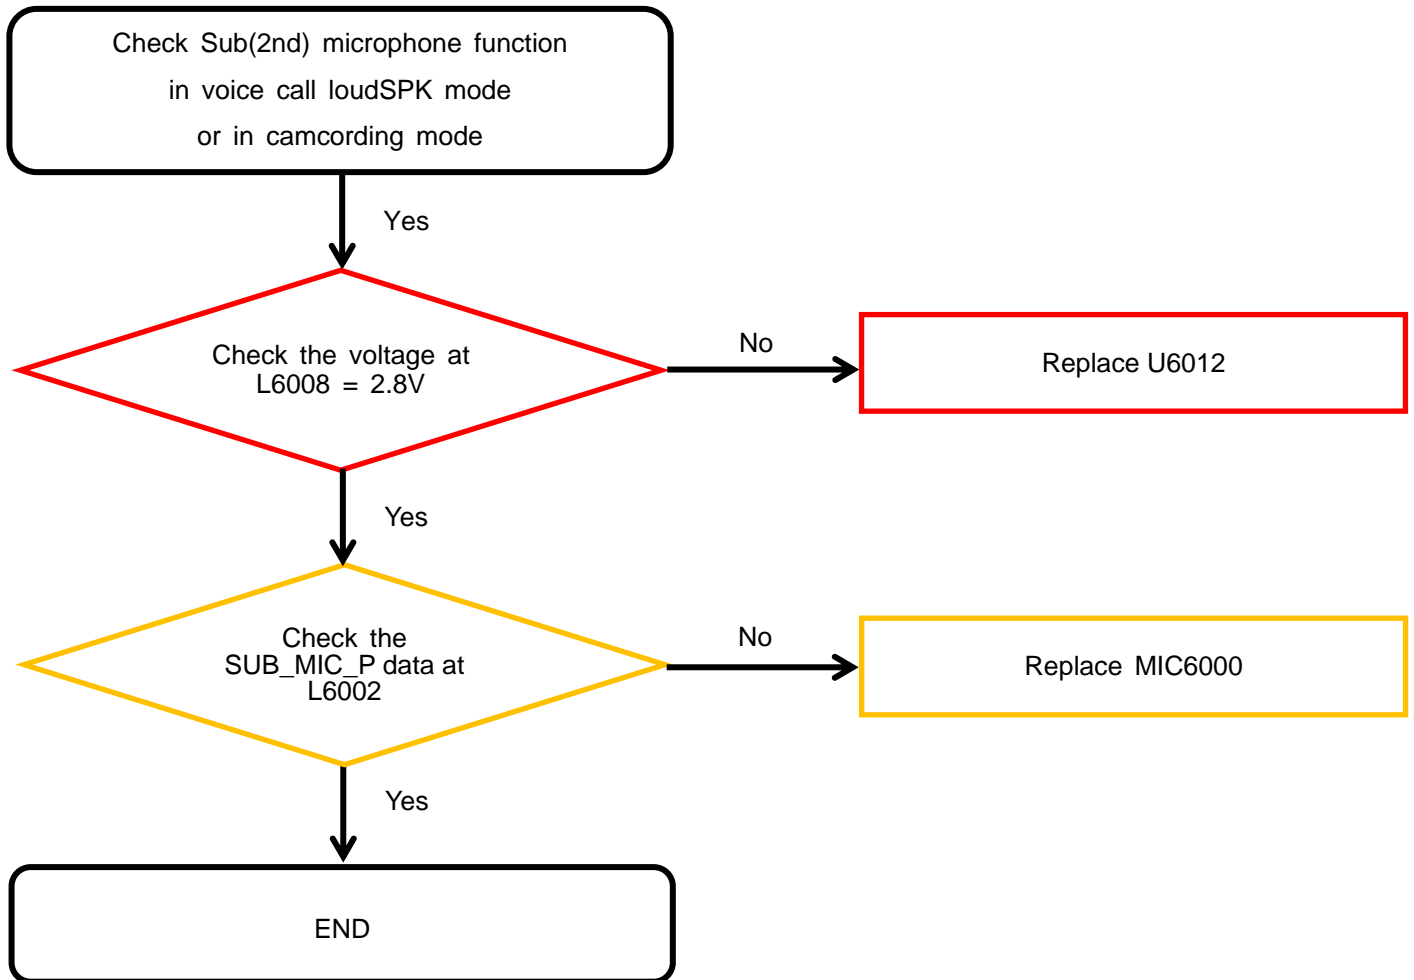 Check Sub(2nd) microphone function
in voice call loudSPK mode
or in camcording mode
Yes
Check the voltage at
L6008 = 2.8V
No
Replace U6012
Yes
Check the
SUB_MIC_P data at
L6002
No
Replace MIC6000
Yes
END